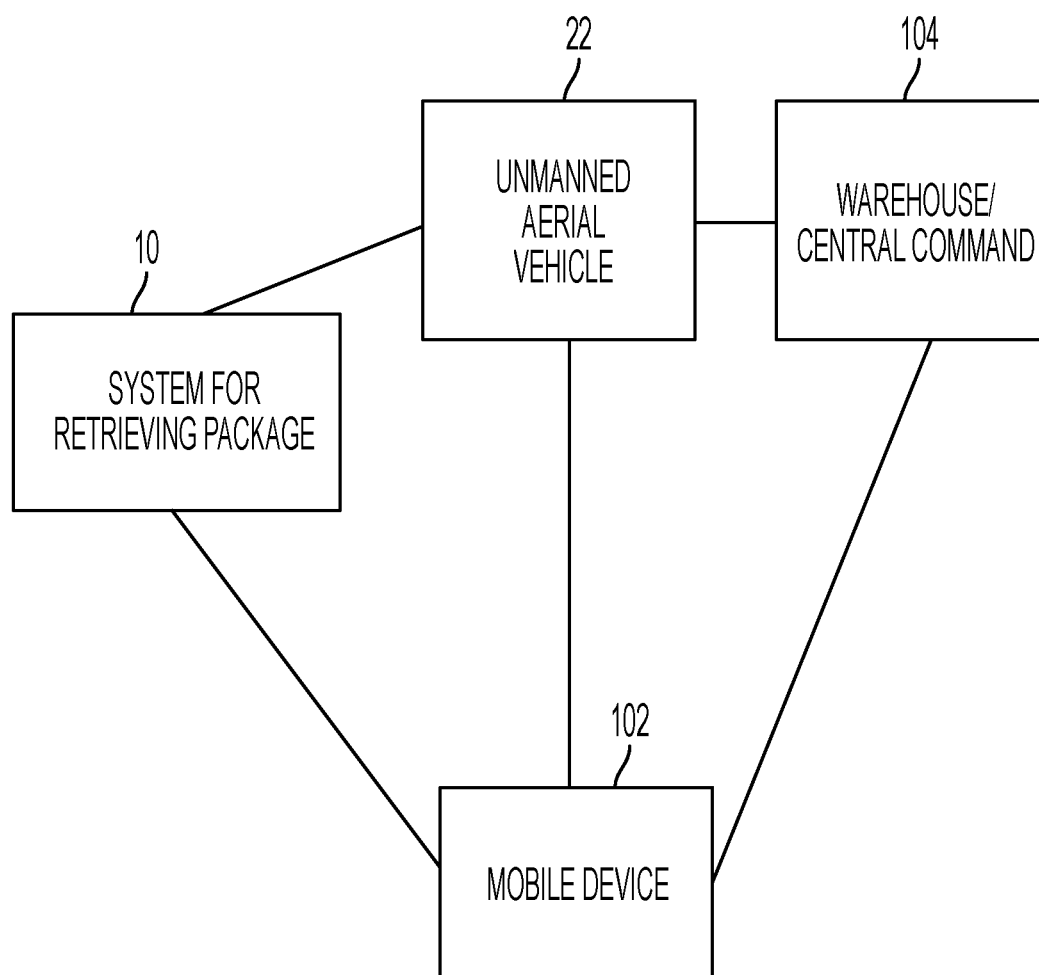 22
104
UNMANNED
AERIAL
VEHICLE
WAREHOUSE/
CENTRAL COMMAND
10
SYSTEM FOR
RETRIEVING PACKAGE
102
MOBILE DEVICE